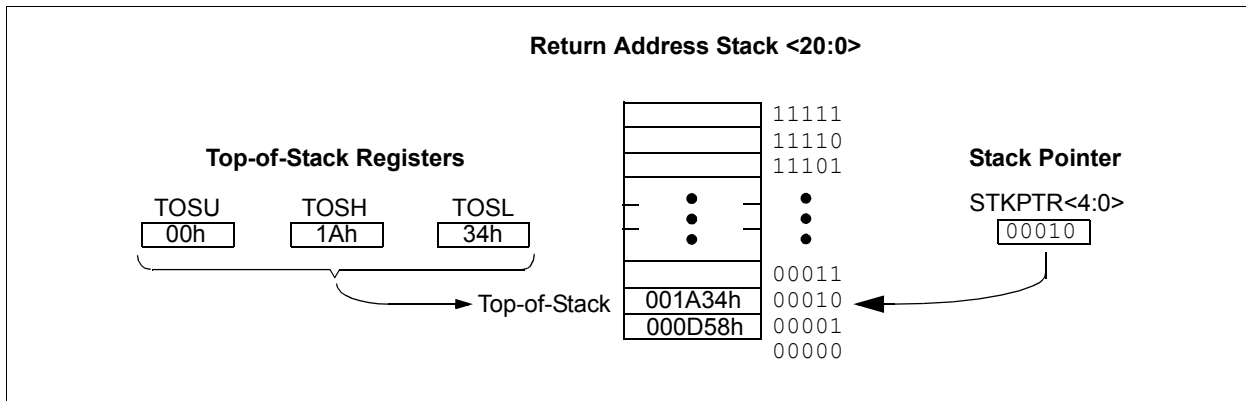 Return Address Stack <20:0>
11111
11110
Top-of-Stack Registers
11101
Stack Pointer
TOSU TOSH TOSL
STKPTR<4:0>
00h 1Ah 34h
00010
00011
Top-of-Stack 001A34h 00010
000D58h 00001
00000